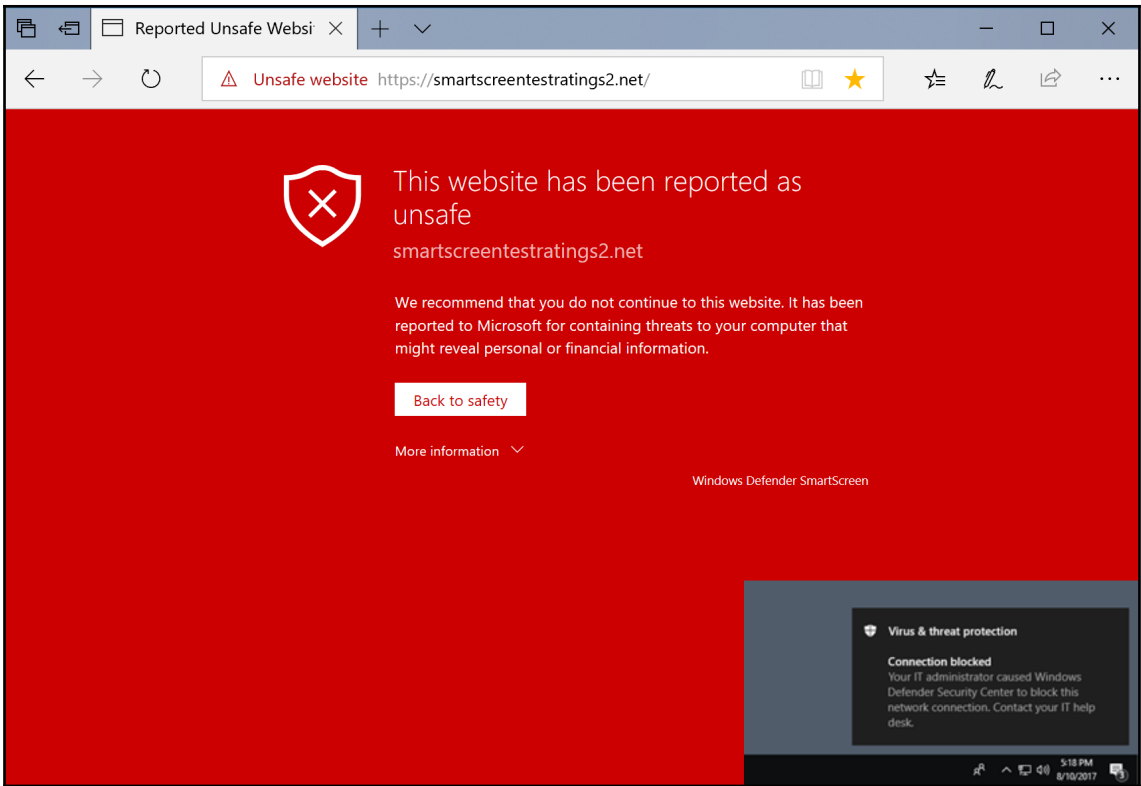 Reported Unsafe Websi
Unsafe website https://smartscreentestratings2.net/
This website has been reported as
unsafe
smartscreentestratings2.net
We recommend that you do not continue to this website. It has been
reported to Microsoft for containing threats to your computer that
might reveal personal or financial information.
Back to safety
More information
Windows Defender SmartScreen
Virus & threat protection
Connection blocked
Your IT administrator caused Windows
Defender Security Center to block this
network connection. Contact your IT help
desk.
5:18 PM
8/10/2017
3